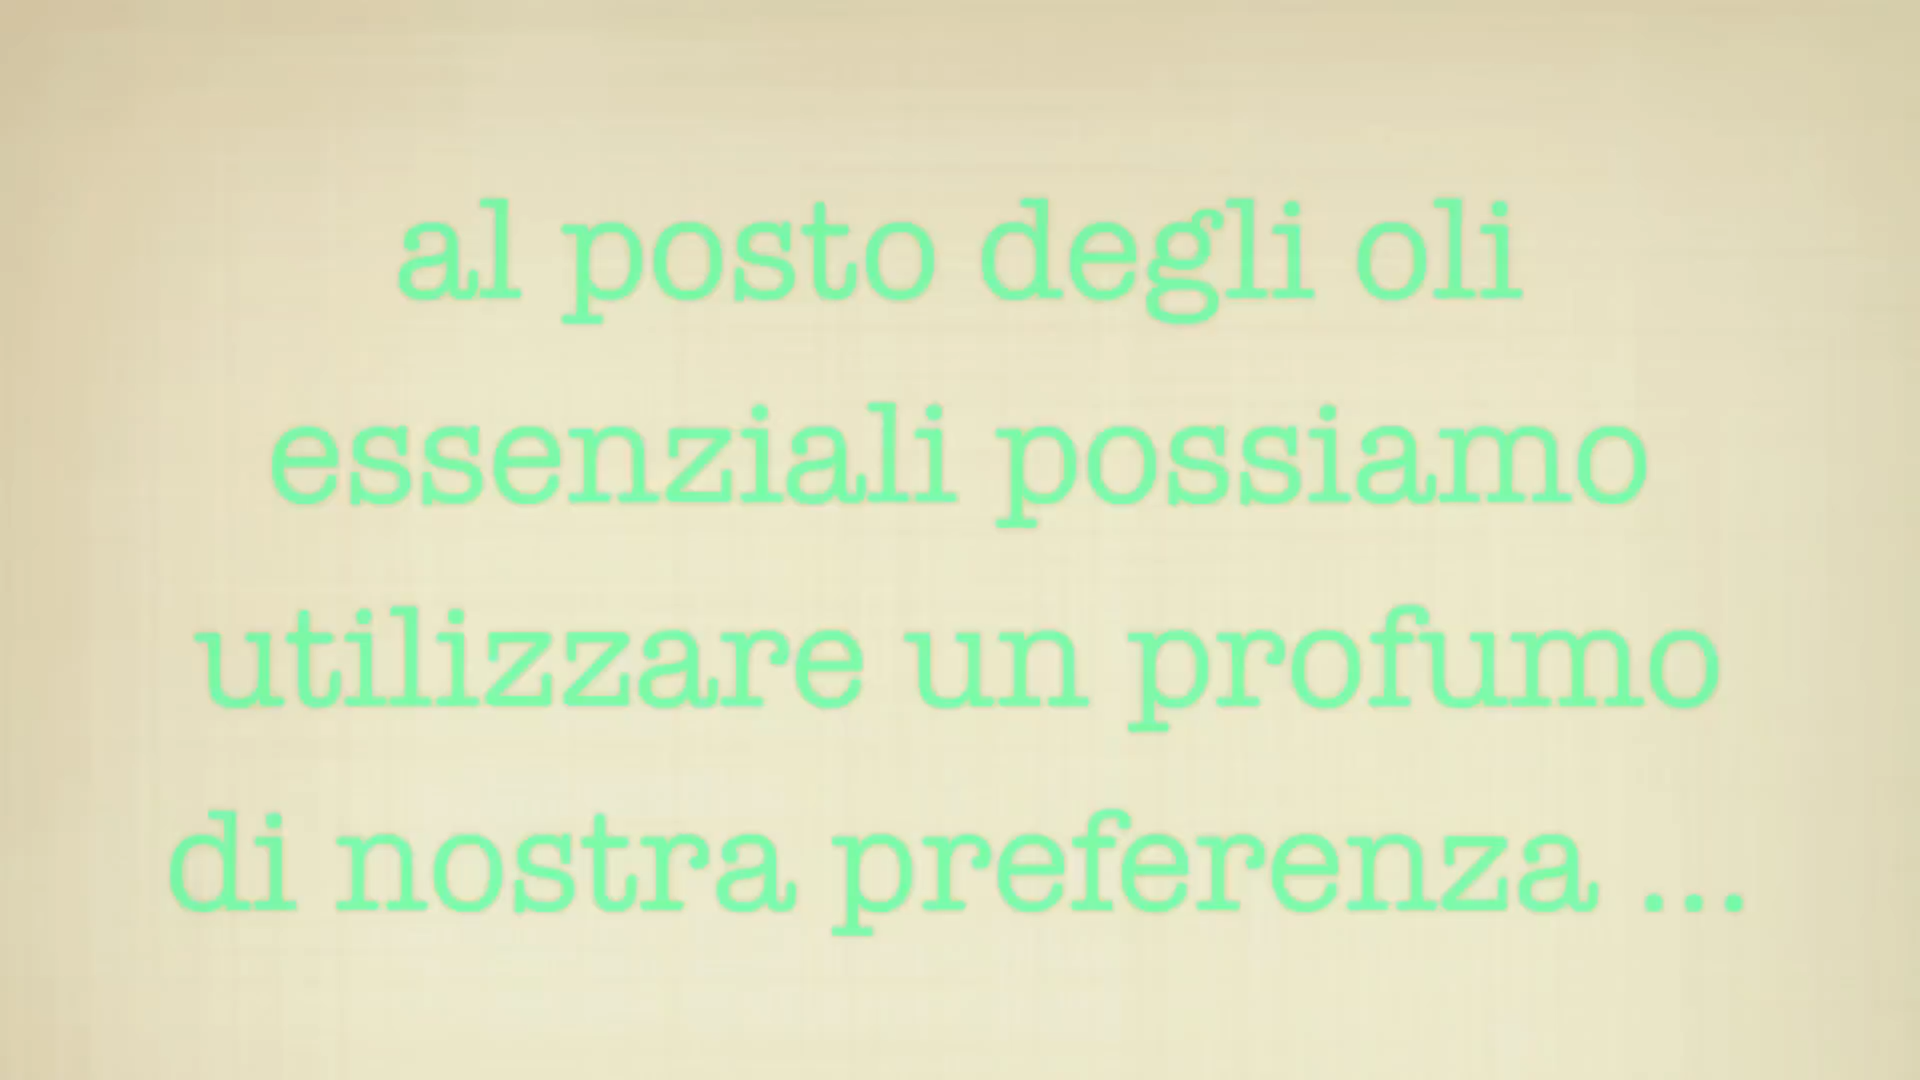 al posto degli oli
essenziali possiamo
utilizzare un profumo
di nostra preferenza ...